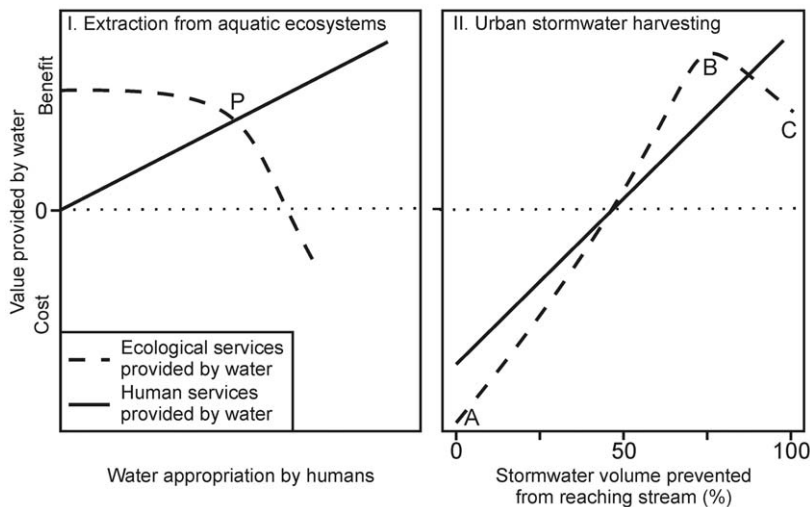 I. Extraction from aquatic ecosystems
P
Benefit
0
Cost
Value provided by water
Ecological services
provided by water
Human services
provided by water
Water appropriation by humans
II. Urban stormwater harvesting
B
C
A
0
50
100
Stormwater volume prevented
from reaching stream (%)